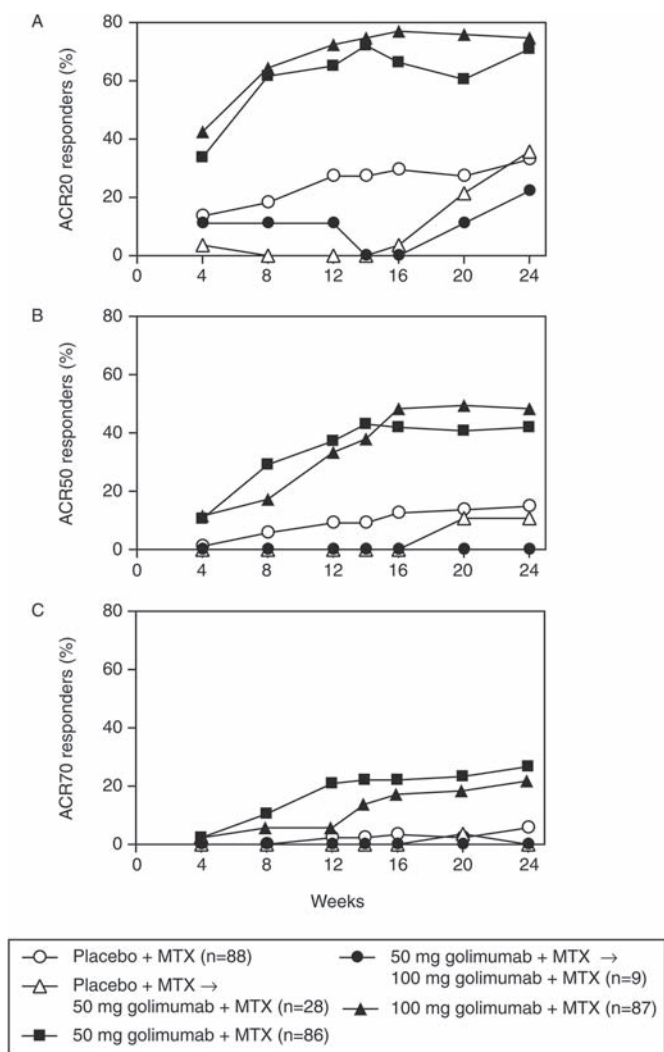 A
ACR20 responders (%)
80
60
40
20
0
0 4 8 12 16 20 24
B
ACR50 responders (%)
80
60
40
20
0
0 4 8 12 16 20 24
C
ACR70 responders (%)
80
60
40
20
0
0 4 8 12 16 20 24
Weeks
Placebo + MTX (n=88)
Placebo + MTX →
50 mg golimumab + MTX (n=28)
50 mg golimumab + MTX (n=86)
50 mg golimumab + MTX →
100 mg golimumab + MTX (n=9)
100 mg golimumab + MTX (n=87)